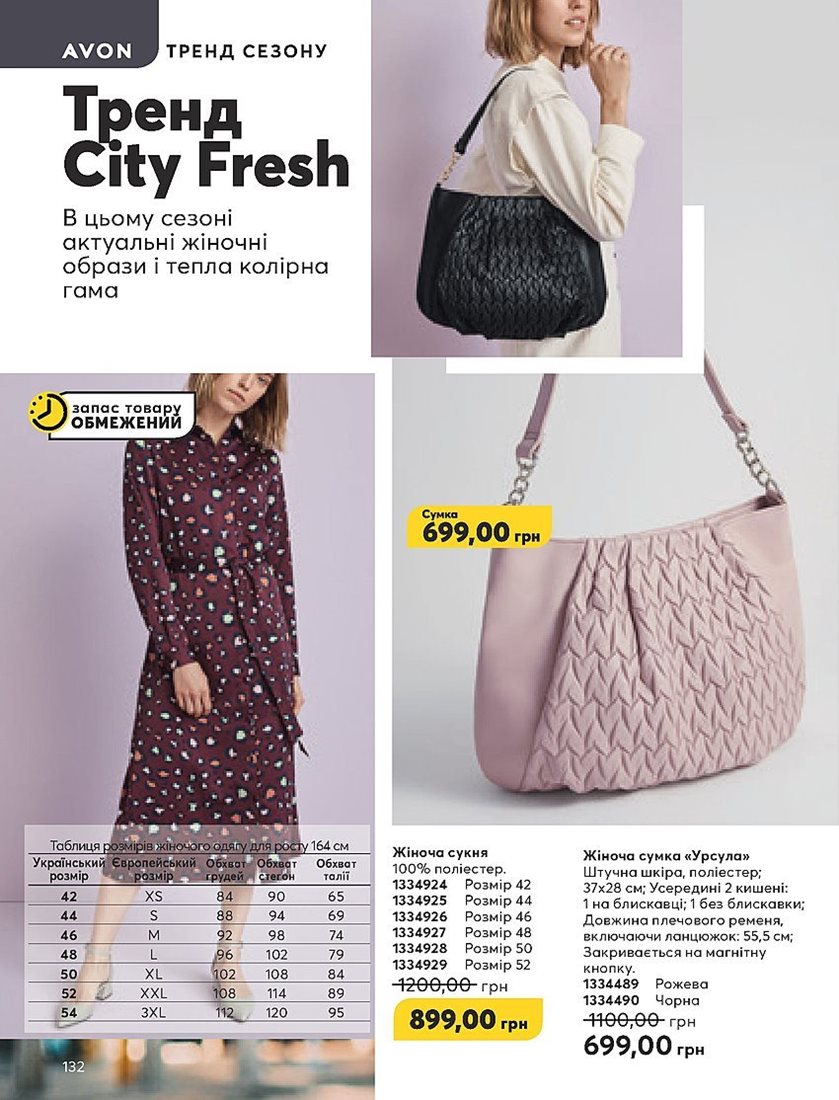 AVON
ТРЕНД СЕЗОНУ
Тренд
City Fresh
В цьому сезоні
актуальні жіночні
образи і тепла колірна
гама
запас товару
ОБМЕЖЕНИЙ
Сумка
699,00 грн
Таблиця розмірів жіночого одягу для росту 164 см
Український розмір Європейський розмір Обхват грудей Обхват стегон Обхват талії
42 XS 84 90 65
44 S 88 94 69
46 M 92 98 74
48 L 96 102 79
50 XL 102 108 84
52 XXL 108 114 89
54 3XL 112 120 95
Жіноча сукня
100% поліестер.
1334924 Розмір 42
1334925 Розмір 44
1334926 Розмір 46
1334927 Розмір 48
1334928 Розмір 50
1334929 Розмір 52
1200,00 грн
899,00 грн
Жіноча сумка «Урсула»
Штучна шкіра, поліестер;
37х28 см; Усередині 2 кишені:
1 на блискавці; 1 без блискавки;
Довжина плечового ременя,
включаючи ланцюжок: 55,5 см;
Закривається на магнітну
кнопку.
1334489 Рожева
1334490 Чорна
1100,00 грн
699,00 грн
132